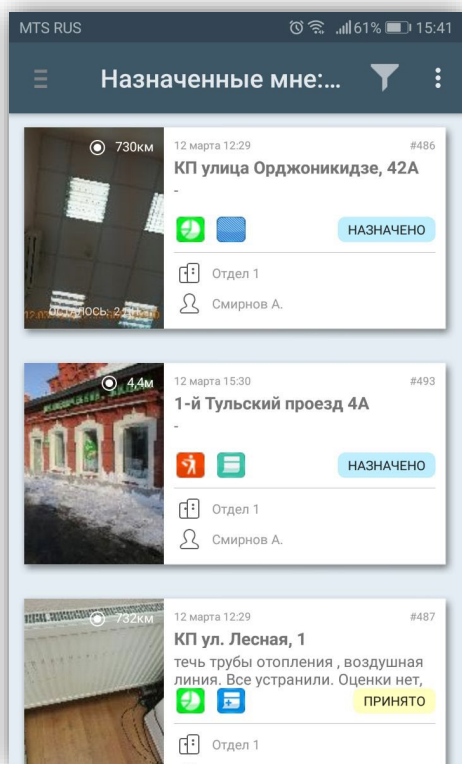 MTS RUS 61% 15:41
Назначенные мне:...
730км
12 марта 12:29 #486
КП улица Орджоникидзе, 42А
-
НАЗНАЧЕНО
Отдел 1
Смирнов А.
4,4м
12 марта 15:30 #493
1-й Тульский проезд 4А
-
НАЗНАЧЕНО
Отдел 1
Смирнов А.
732км
12 марта 12:29 #487
КП ул. Лесная, 1
течь трубы отопления , воздушная
линия. Все устранили. Оценки нет,
ПРИНЯТО
Отдел 1